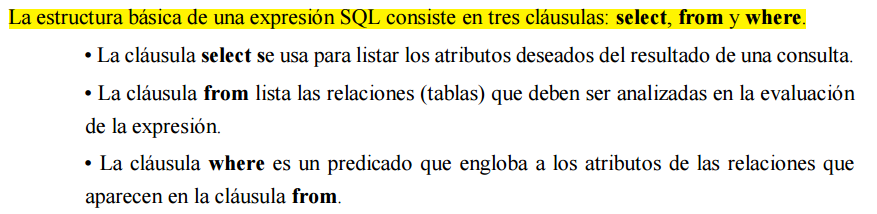 La estructura básica de una expresión SQL consiste en tres cláusulas: select, from y where.
• La cláusula select se usa para listar los atributos deseados del resultado de una consulta.
• La cláusula from lista las relaciones (tablas) que deben ser analizadas en la evaluación
de la expresión.
• La cláusula where es un predicado que engloba a los atributos de las relaciones que
aparecen en la cláusula from.